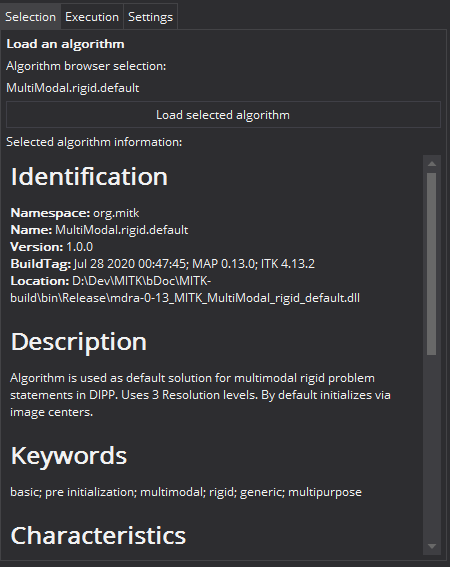 Selection Execution Settings
Load an algorithm
Algorithm browser selection:
MultiModal.rigid.default
Load selected algorithm
Selected algorithm information:
Identification
Namespace: org.mitk
Name: MultiModal.rigid.default
Version: 1.0.0
BuildTag: Jul 28 2020 00:47:45; MAP 0.13.0; ITK 4.13.2
Location: D:\Dev\MITK\bDoc\MITK-
build\bin\Release\mdra-0-13_MITK_MultiModal_rigid_default.dll
Description
Algorithm is used as default solution for multimodal rigid problem
statements in DIPP. Uses 3 Resolution levels. By default initializes via
image centers.
Keywords
basic; pre initialization; multimodal; rigid; generic; multipurpose
Characteristics